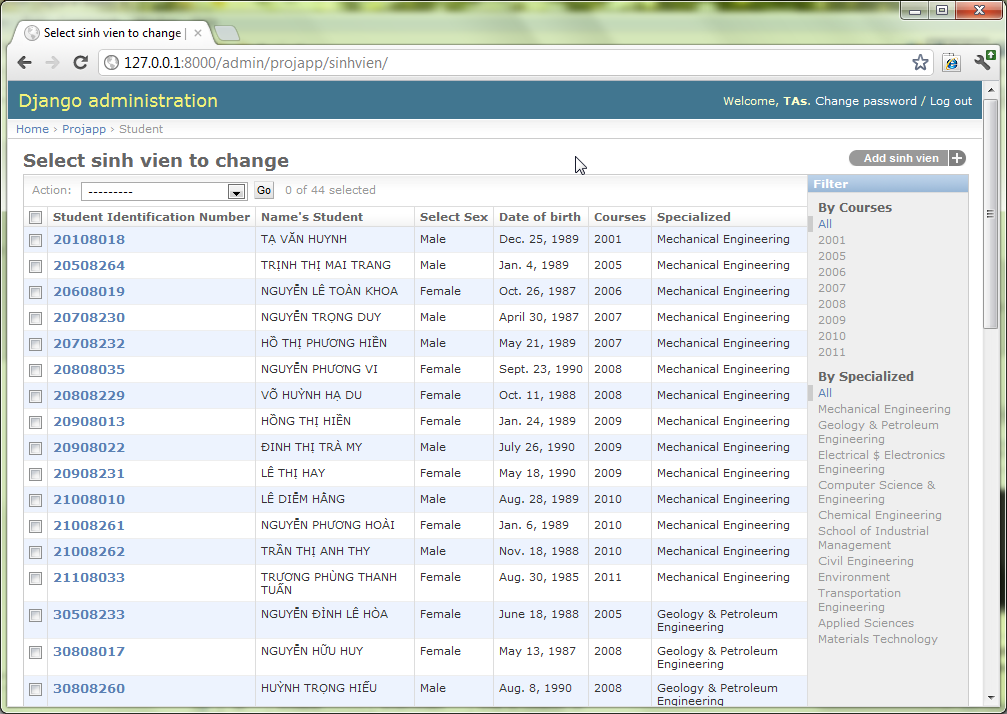 Select sinh vien to change |
127.0.0.1:8000/admin/projapp/sinhvien/
Django administration
Welcome, TAs. Change password / Log out
Home › Projapp › Student
Select sinh vien to change
Add sinh vien +
Action: --------- Go 0 of 44 selected
Student Identification Number Name's Student Select Sex Date of birth Courses Specialized
20108018 TẠ VĂN HUYNH Male Dec. 25, 1989 2001 Mechanical Engineering
20508264 TRỊNH THỊ MAI TRANG Male Jan. 4, 1989 2005 Mechanical Engineering
20608019 NGUYỄN LÊ TOÀN KHOA Female Oct. 26, 1987 2006 Mechanical Engineering
20708230 NGUYỄN TRỌNG DUY Male April 30, 1987 2007 Mechanical Engineering
20708232 HỒ THỊ PHƯƠNG HIỀN Male May 21, 1989 2007 Mechanical Engineering
20808035 NGUYỄN PHƯƠNG VI Female Sept. 23, 1990 2008 Mechanical Engineering
20808229 VÕ HUỲNH HẠ DU Female Oct. 11, 1988 2008 Mechanical Engineering
20908013 HỒNG THỊ HIỀN Female Jan. 24, 1989 2009 Mechanical Engineering
20908022 ĐINH THỊ TRÀ MY Male July 26, 1990 2009 Mechanical Engineering
20908231 LÊ THỊ HAY Female May 18, 1990 2009 Mechanical Engineering
21008010 LÊ DIỄM HẰNG Male Aug. 28, 1989 2010 Mechanical Engineering
21008261 NGUYỄN PHƯƠNG HOÀI Female Jan. 6, 1989 2010 Mechanical Engineering
21008262 TRẦN THỊ ANH THY Male Nov. 18, 1988 2010 Mechanical Engineering
21108033 TRƯƠNG PHÙNG THANH Female Aug. 30, 1985 2011 Mechanical Engineering
TUẤN
30508233 NGUYỄN ĐÌNH LÊ HÒA Female June 18, 1988 2005 Geology & Petroleum
Engineering
30808017 NGUYỄN HỮU HUY Female May 13, 1987 2008 Geology & Petroleum
Engineering
30808260 HUỲNH TRỌNG HIẾU Male Aug. 8, 1990 2008 Geology & Petroleum
Engineering
Filter
By Courses
All
2001
2005
2006
2007
2008
2009
2010
2011
By Specialized
All
Mechanical Engineering
Geology & Petroleum
Engineering
Electrical $ Electronics
Engineering
Computer Science &
Engineering
Chemical Engineering
School of Industrial
Management
Civil Engineering
Environment
Transportation
Engineering
Applied Sciences
Materials Technology